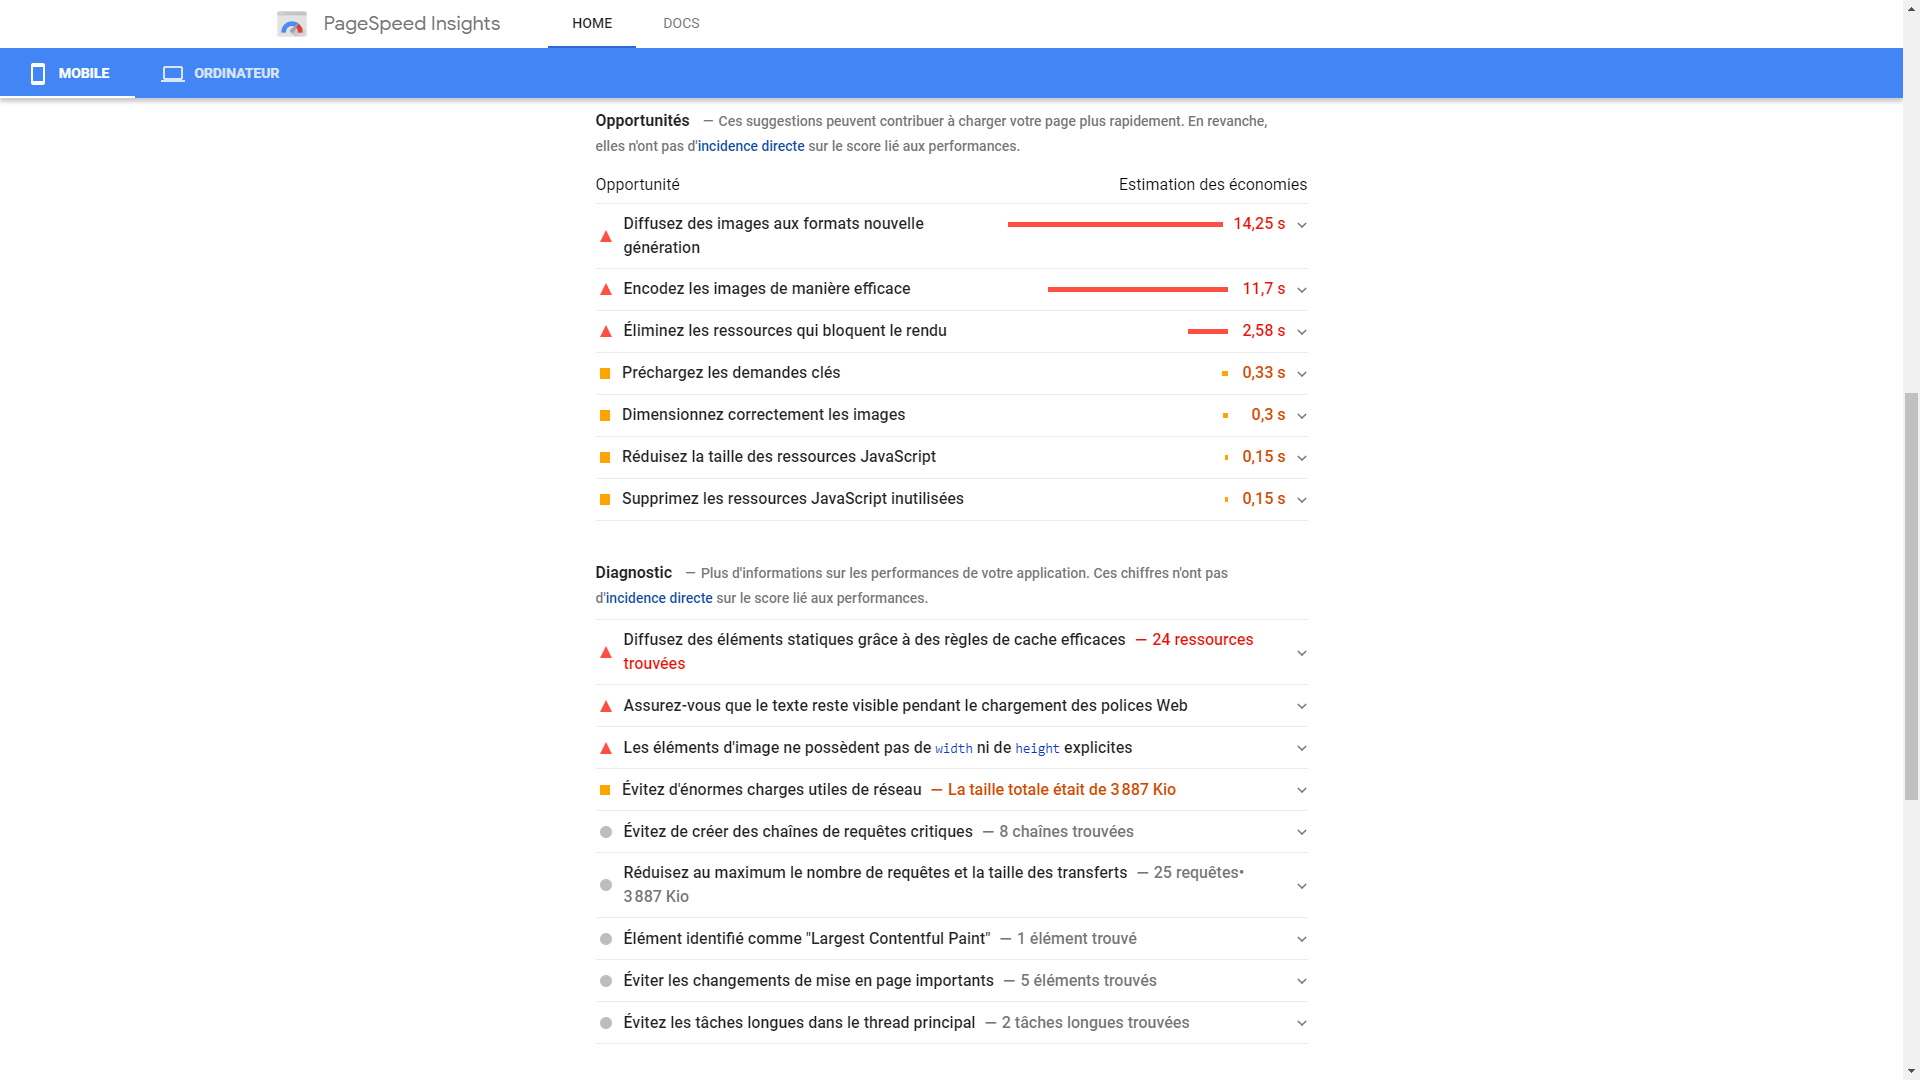 PageSpeed Insights
HOME
DOCS
MOBILE
ORDINATEUR
Opportunités — Ces suggestions peuvent contribuer à charger votre page plus rapidement. En revanche,
elles n'ont pas d'incidence directe sur le score lié aux performances.
Opportunité
Estimation des économies
Diffusez des images aux formats nouvelle
génération
14,25 s
Encodez les images de manière efficace
11,7 s
Éliminez les ressources qui bloquent le rendu
2,58 s
Préchargez les demandes clés
0,33 s
Dimensionnez correctement les images
0,3 s
Réduisez la taille des ressources JavaScript
0,15 s
Supprimez les ressources JavaScript inutilisées
0,15 s
Diagnostic — Plus d'informations sur les performances de votre application. Ces chiffres n'ont pas
d'incidence directe sur le score lié aux performances.
Diffusez des éléments statiques grâce à des règles de cache efficaces — 24 ressources
trouvées
Assurez-vous que le texte reste visible pendant le chargement des polices Web
Les éléments d'image ne possèdent pas de width ni de height explicites
Évitez d'énormes charges utiles de réseau — La taille totale était de 3 887 Kio
Évitez de créer des chaînes de requêtes critiques — 8 chaînes trouvées
Réduisez au maximum le nombre de requêtes et la taille des transferts — 25 requêtes•
3 887 Kio
Élément identifié comme "Largest Contentful Paint" — 1 élément trouvé
Éviter les changements de mise en page importants — 5 éléments trouvés
Évitez les tâches longues dans le thread principal — 2 tâches longues trouvées